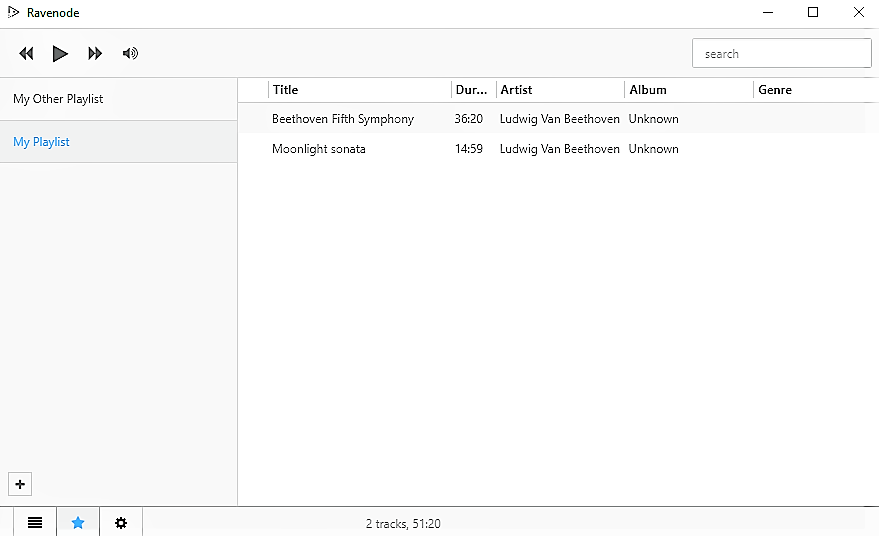 Ravenode
search
My Other Playlist
My Playlist
Title Dur... Artist Album Genre
Beethoven Fifth Symphony 36:20 Ludwig Van Beethoven Unknown
Moonlight sonata 14:59 Ludwig Van Beethoven Unknown
2 tracks, 51:20